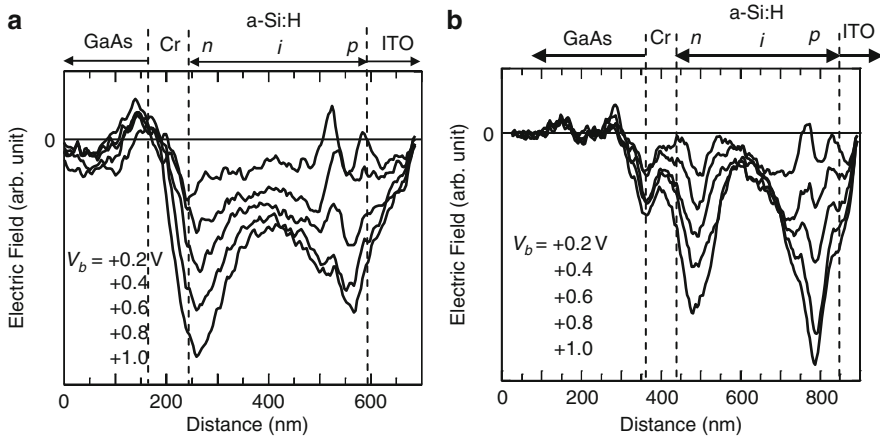 a
a-Si:H
GaAs Cr n i p ITO
0
Electric Field (arb. unit)
V_b = +0.2 V
+0.4
+0.6
+0.8
+1.0
0 200 400 600
Distance (nm)
b
a-Si:H
GaAs Cr n i p ITO
0
Electric Field (arb. unit)
V_b = +0.2 V
+0.4
+0.6
+0.8
+1.0
0 200 400 600 800
Distance (nm)